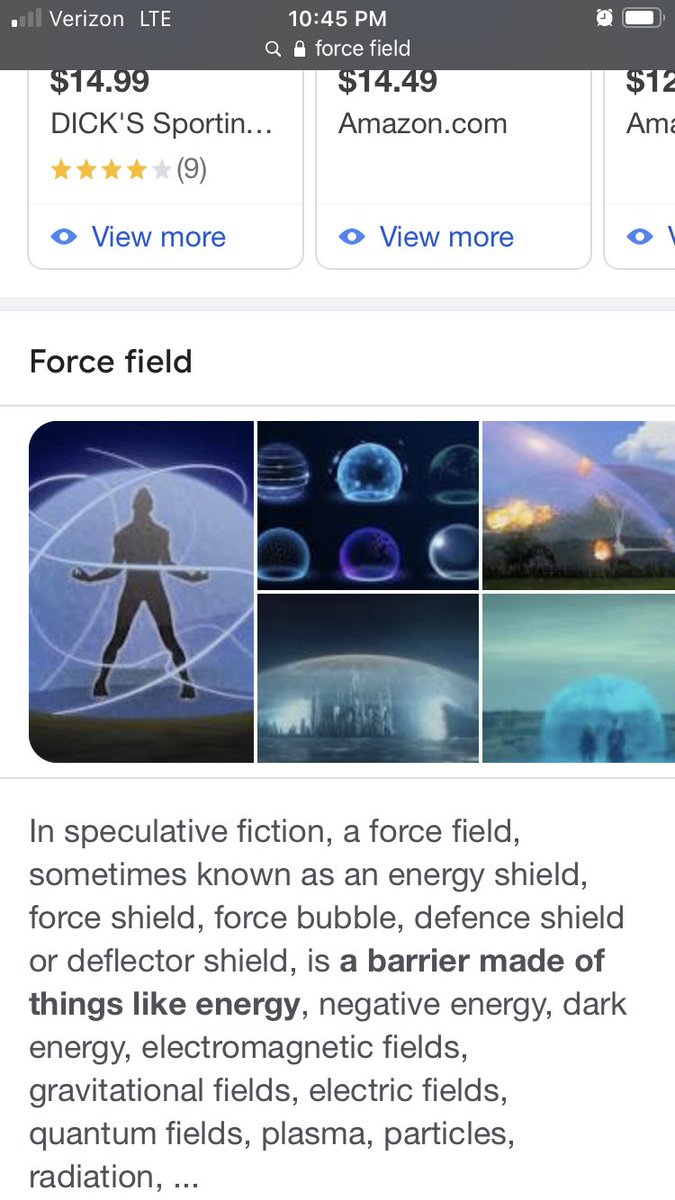 Verizon LTE 10:45 PM
force field
$14.99 $14.49 $12
DICK'S Sportin... Amazon.com Ama
(9)
View more View more
Force field
In speculative fiction, a force field,
sometimes known as an energy shield,
force shield, force bubble, defence shield
or deflector shield, is a barrier made of
things like energy, negative energy, dark
energy, electromagnetic fields,
gravitational fields, electric fields,
quantum fields, plasma, particles,
radiation, ...